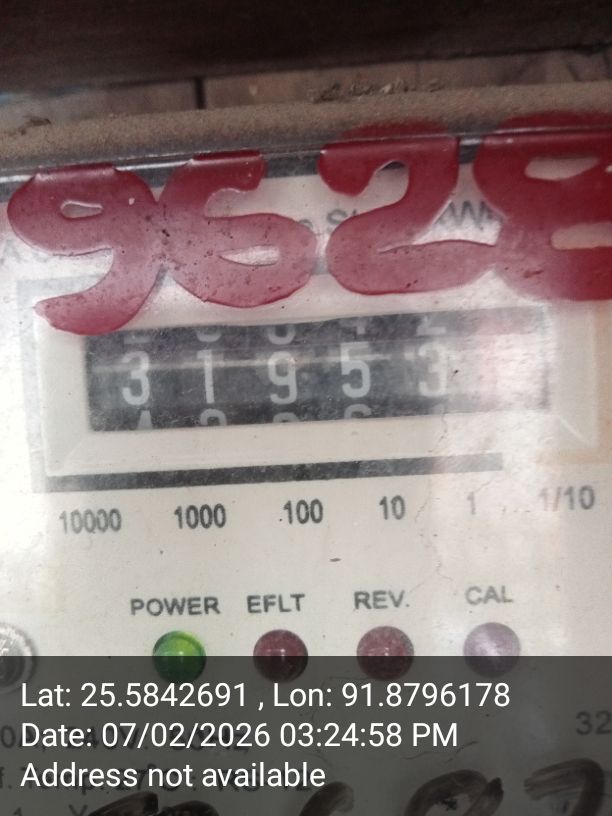 9628
31953
10000 1000 100 10 1 1/10
POWER EFLT REV. CAL
Lat: 25.5842691 , Lon: 91.8796178
Date: 07/02/2026 03:24:58 PM
32
Address not available